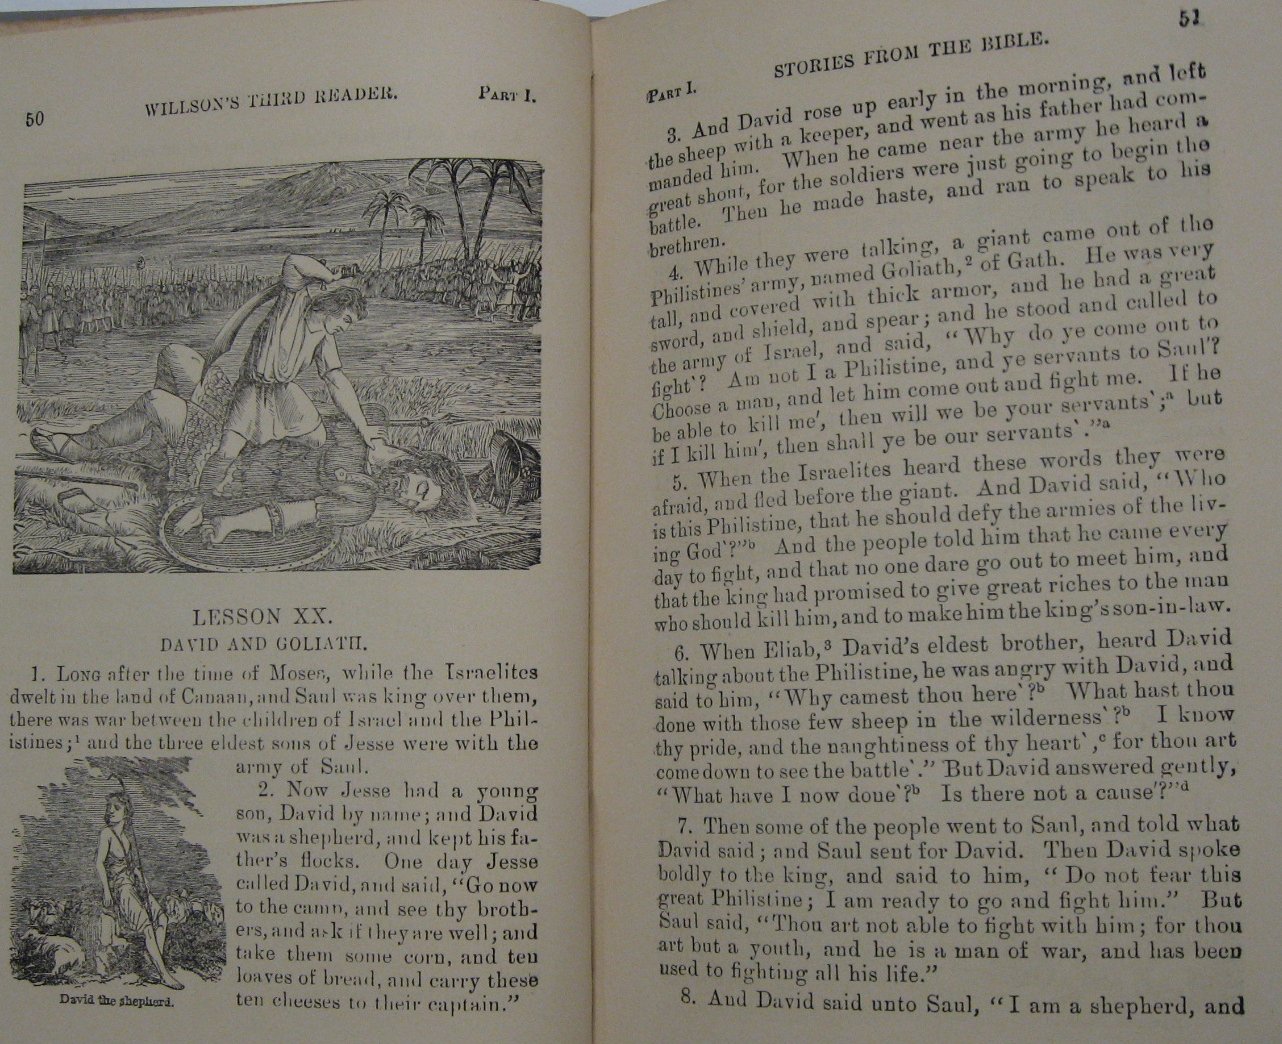 50
WILLSON'S THIRD READER.
PART I.
LESSON XX.
DAVID AND GOLIATH.
1. LONG after the time of Moses, while the Israelites
dwelt in the land of Canaan, and Saul was king over them,
there was war between the children of Israel and the Phil-
istines;¹ and the three eldest sons of Jesse were with the
army of Saul.
2. Now Jesse had a young
son, David by name; and David
was a shepherd, and kept his fa-
ther's flocks. One day Jesse
called David, and said, "Go now
to the camp, and see thy broth-
ers, and ask if they are well; and
take them some corn, and ten
loaves of bread, and carry these
ten cheeses to their captain."
David the shepherd.
PART I.
STORIES FROM THE BIBLE.
51
3. And David rose up early in the morning, and left
the sheep with a keeper, and went as his father had com-
manded him. When he came near the army he heard a
great shout, for the soldiers were just going to begin the
battle. Then he made haste, and ran to speak to his
brethren.
4. While they were talking, a giant came out of the
Philistines' army, named Goliath,² of Gath. He was very
tall, and covered with thick armor, and he had a great
sword, and shield, and spear; and he stood and called to
the army of Israel, and said, "Why do ye come out to
fight‵? Am not I a Philistine, and ye servants to Saul′?
Choose a man, and let him come out and fight me. If he
be able to kill me′, then will we be your servants‵;ᵃ but
if I kill him′, then shall ye be our servants‵."ᵃ
5. When the Israelites heard these words they were
afraid, and fled before the giant. And David said, "Who
is this Philistine, that he should defy the armies of the liv-
ing God‵?"ᵇ And the people told him that he came every
day to fight, and that no one dare go out to meet him, and
that the king had promised to give great riches to the man
who should kill him, and to make him the king's son-in-law.
6. When Eliab,³ David's eldest brother, heard David
talking about the Philistine, he was angry with David, and
said to him, "Why camest thou here‵?ᵇ What hast thou
done with those few sheep in the wilderness‵?ᵇ I know
thy pride, and the naughtiness of thy heart‵,ᶜ for thou art
come down to see the battle‵." But David answered gently,
"What have I now done‵?ᵇ Is there not a cause′?"ᵈ
7. Then some of the people went to Saul, and told what
David said; and Saul sent for David. Then David spoke
boldly to the king, and said to him, "Do not fear this
great Philistine; I am ready to go and fight him." But
Saul said, "Thou art not able to fight with him; for thou
art but a youth, and he is a man of war, and has been
used to fighting all his life."
8. And David said unto Saul, "I am a shepherd, and